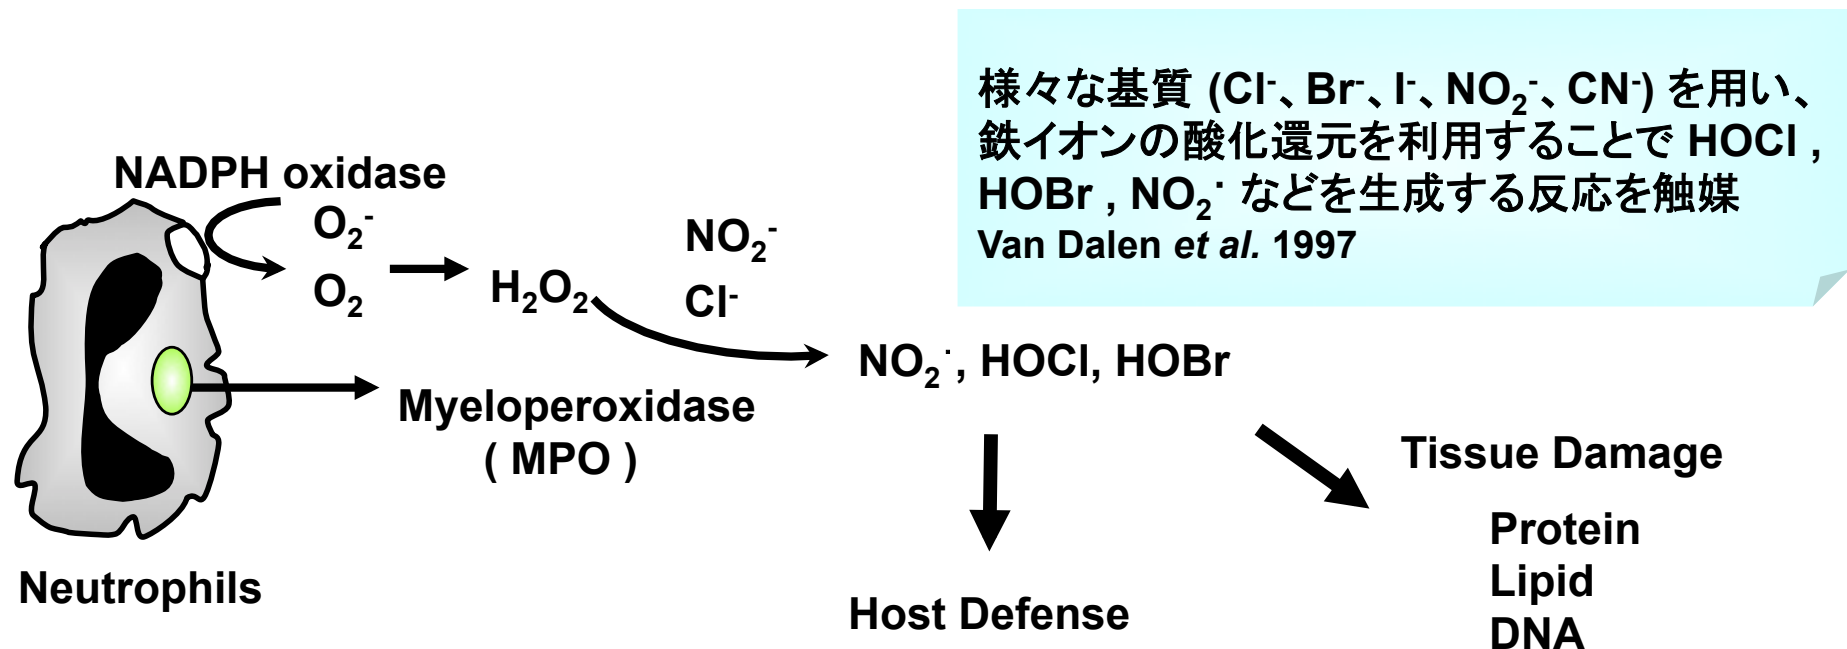 様々な基質 (Cl⁻、Br⁻、I⁻、NO₂⁻、CN⁻) を用い、
鉄イオンの酸化還元を利用することで HOCl ,
HOBr , NO₂˙ などを生成する反応を触媒
Van Dalen et al. 1997
NADPH oxidase
O₂⁻
O₂
H₂O₂
NO₂⁻
Cl⁻
NO₂˙, HOCl, HOBr
Myeloperoxidase
( MPO )
Neutrophils
Host Defense
Tissue Damage
Protein
Lipid
DNA